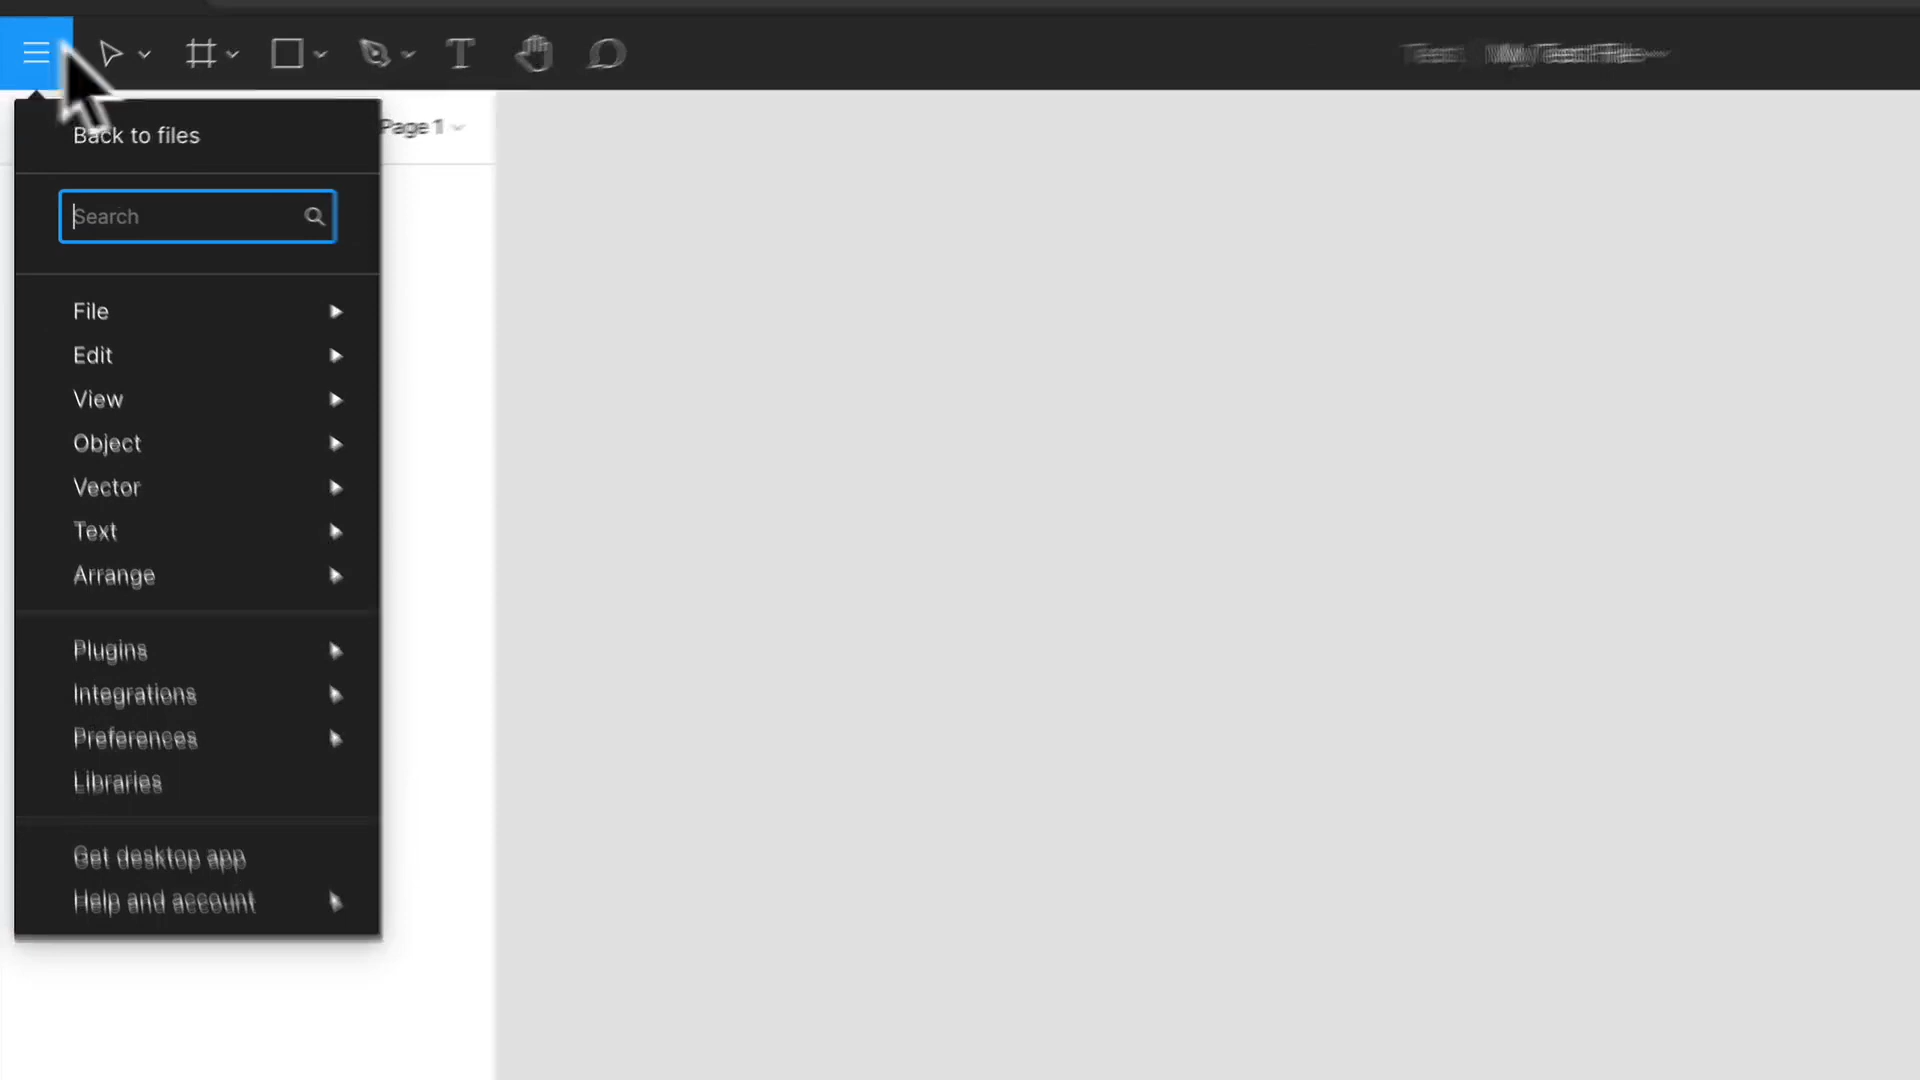 Page 1
Back to files
Search
File
Edit
View
Object
Vector
Text
Arrange
Plugins
Integrations
Preferences
Libraries
Get desktop app
Help and account